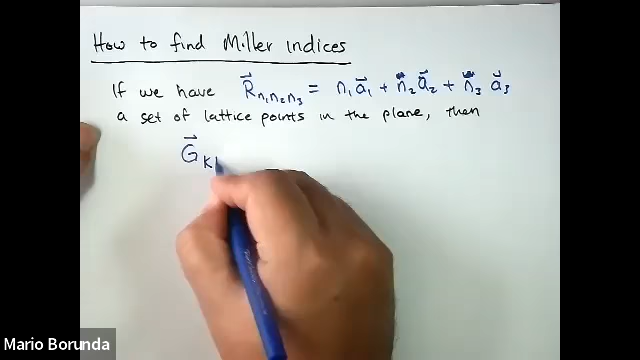 How to find Miller indices
If we have R⃗n₁n₂n₃ = n₁a⃗₁ + n₂a⃗₂ + n₃a⃗₃
a set of lattice points in the plane, then
G⃗k
Mario Borunda